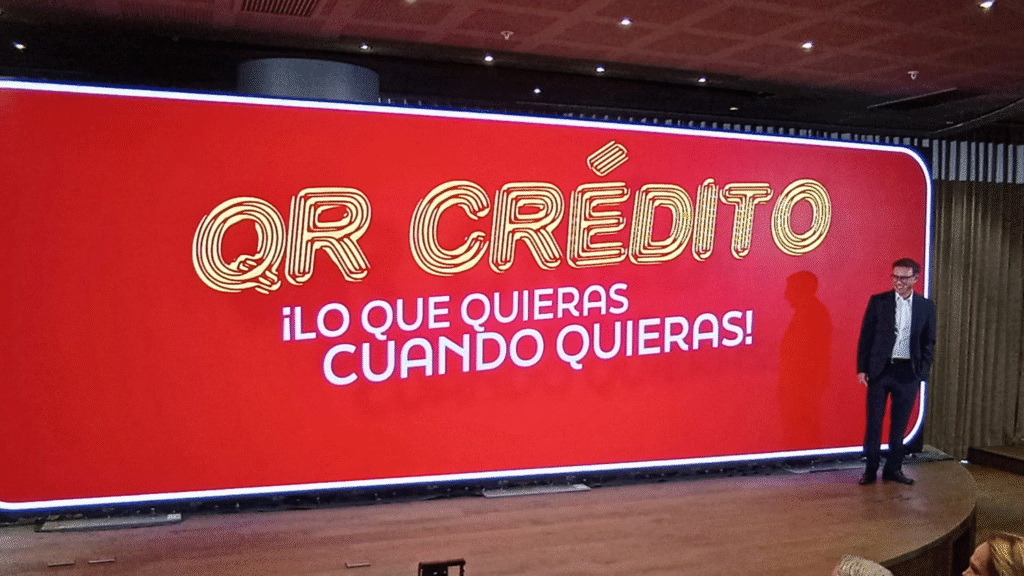 QR CRÉDITO
¡LO QUE QUIERAS
CUANDO QUIERAS!